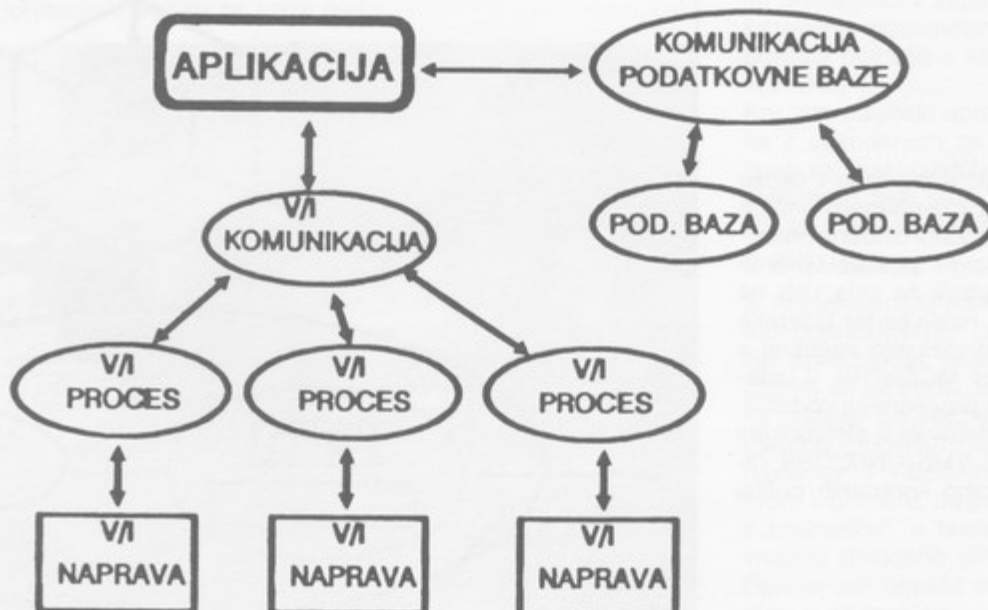 APLIKACIJA
KOMUNIKACIJA
PODATKOVNE BAZE
V/I
KOMUNIKACIJA
POD. BAZA
POD. BAZA
V/I
PROCES
V/I
PROCES
V/I
PROCES
V/I
NAPRAVA
V/I
NAPRAVA
V/I
NAPRAVA